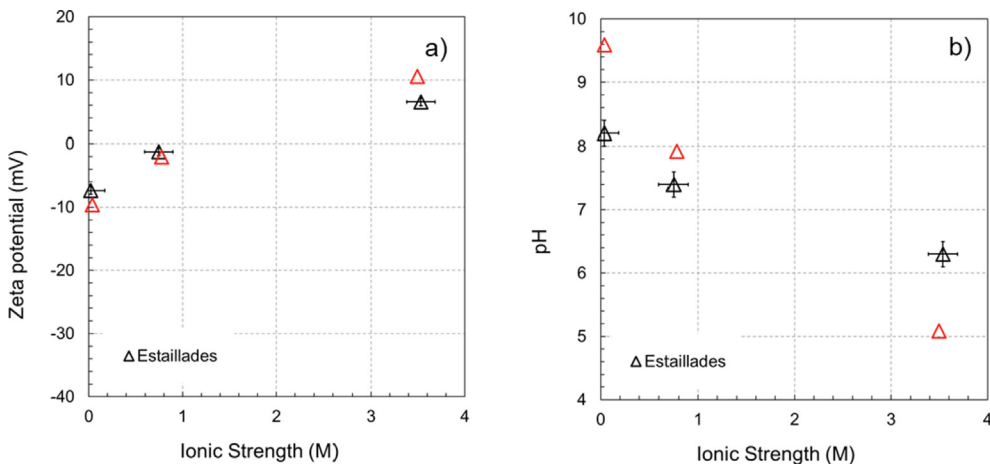 a)
20
10
0
-10
-20
-30
-40
Zeta potential (mV)
Estaillades
0 1 2 3 4
Ionic Strength (M)
b)
10
9
8
7
6
5
4
pH
Estaillades
0 1 2 3 4
Ionic Strength (M)